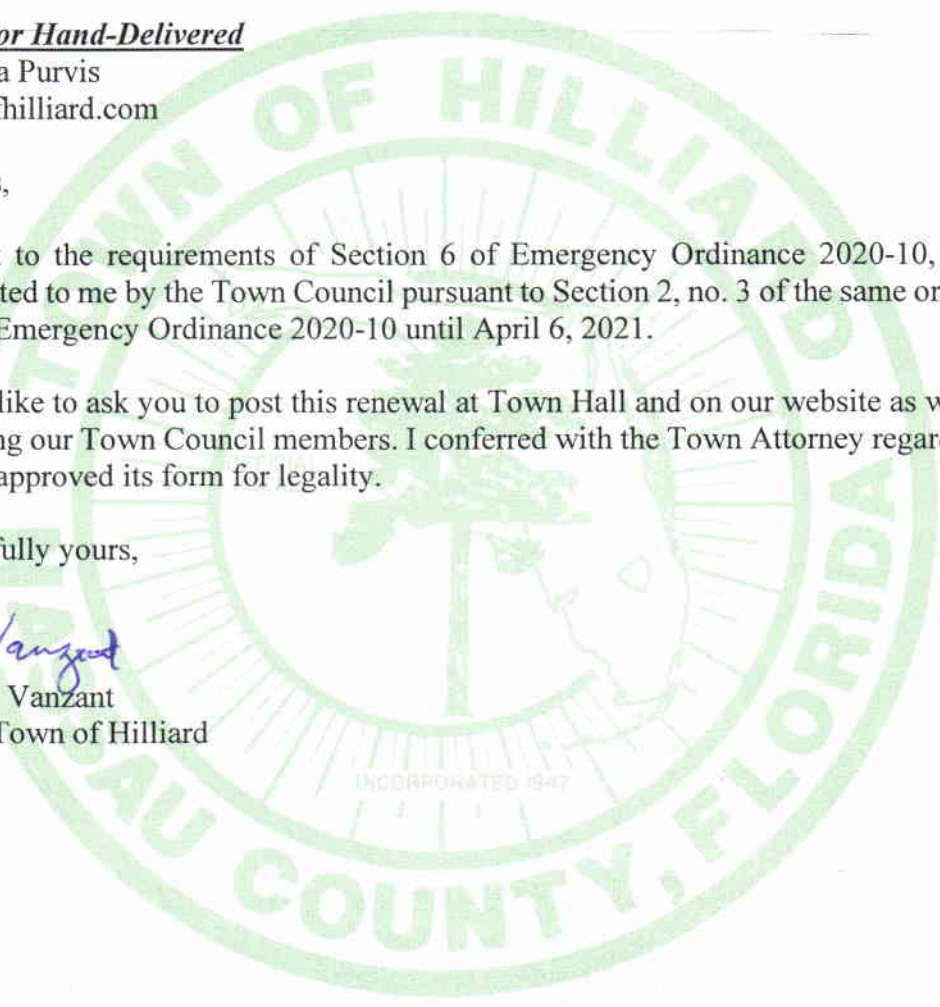 or Hand-Delivered
a Purvis
fhilliard.com
s,
t to the requirements of Section 6 of Emergency Ordinance 2020-10,
ted to me by the Town Council pursuant to Section 2, no. 3 of the same or
Emergency Ordinance 2020-10 until April 6, 2021.
like to ask you to post this renewal at Town Hall and on our website as w
ng our Town Council members. I conferred with the Town Attorney regar
approved its form for legality.
fully yours,
Vanzant
Vanzant
Town of Hilliard
TOWN OF HILLIARD
SAU COUNTY, FLORIDA
INCORPORATED 1947